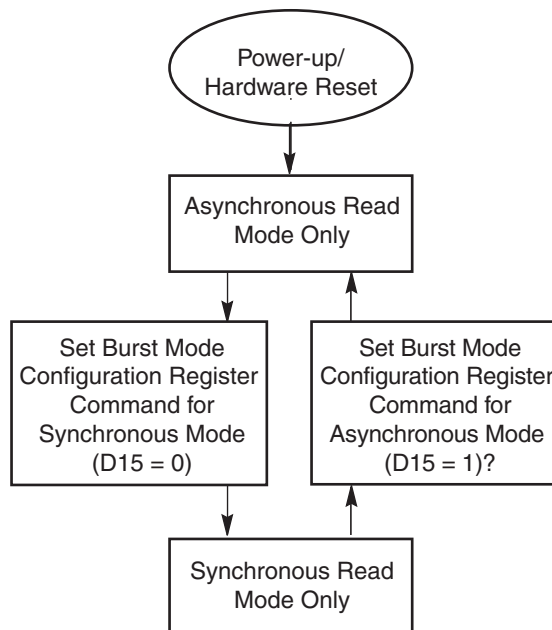 Power-up/
Hardware Reset
Asynchronous Read
Mode Only
Set Burst Mode
Configuration Register
Command for
Synchronous Mode
(D15 = 0)
Set Burst Mode
Configuration Register
Command for
Asynchronous Mode
(D15 = 1)?
Synchronous Read
Mode Only